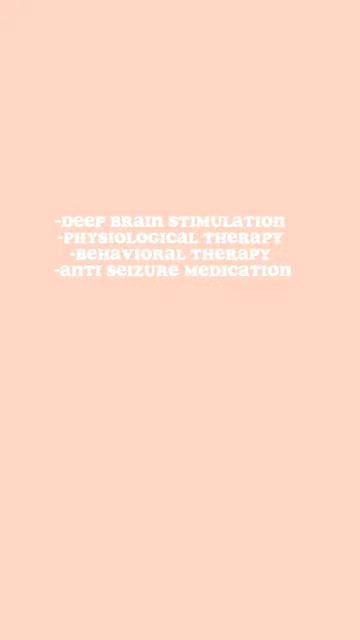 -Deep Brain Stimulation
-Physiological Therapy
-Behavioral Therapy
-Anti Seizure Medication